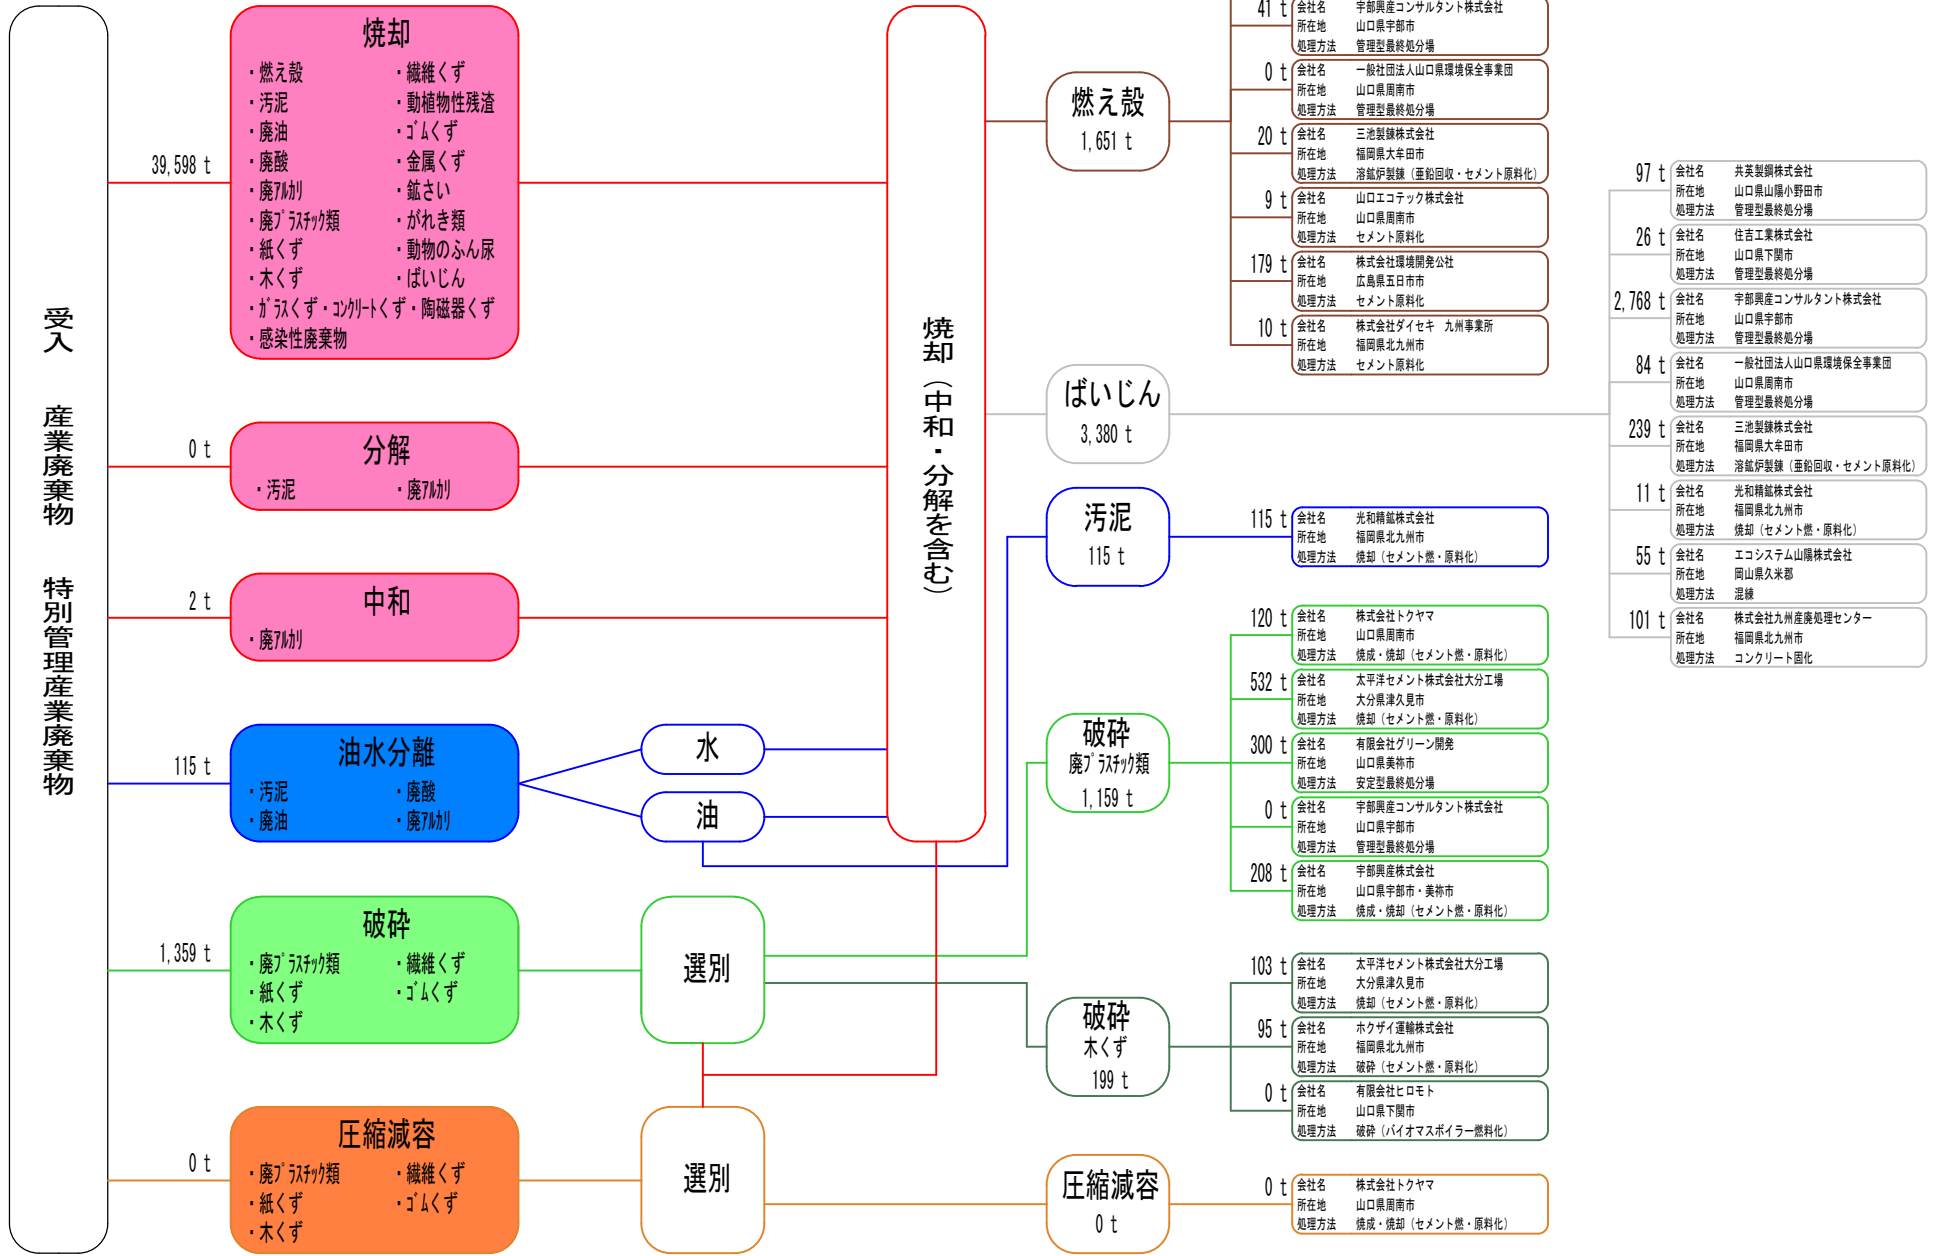 受入　産業廃棄物　特別管理産業廃棄物
39,598 t
焼却
・燃え殻　・繊維くず
・汚泥　・動植物性残渣
・廃油　・ゴムくず
・廃酸　・金属くず
・廃アルカリ　・鉱さい
・廃プラスチック類　・がれき類
・紙くず　・動物のふん尿
・木くず　・ばいじん
・ガラスくず・コンクリートくず・陶磁器くず
・感染性廃棄物
0 t
分解
・汚泥　・廃アルカリ
2 t
中和
・廃アルカリ
115 t
油水分離
・汚泥　・廃酸
・廃油　・廃アルカリ
水
油
1,359 t
破砕
・廃プラスチック類　・繊維くず
・紙くず　・ゴムくず
・木くず
選別
0 t
圧縮減容
・廃プラスチック類　・繊維くず
・紙くず　・ゴムくず
・木くず
選別
焼却（中和・分解を含む）
燃え殻
1,651 t
41 t
会社名　宇部興産コンサルタント株式会社
所在地　山口県宇部市
処理方法　管理型最終処分場
0 t
会社名　一般社団法人山口県環境保全事業団
所在地　山口県周南市
処理方法　管理型最終処分場
20 t
会社名　三池製錬株式会社
所在地　福岡県大牟田市
処理方法　溶鉱炉製錬（亜鉛回収・セメント原料化）
9 t
会社名　山口エコテック株式会社
所在地　山口県周南市
処理方法　セメント原料化
179 t
会社名　株式会社環境開発公社
所在地　広島県五日市市
処理方法　セメント原料化
10 t
会社名　株式会社ダイセキ　九州事業所
所在地　福岡県北九州市
処理方法　セメント原料化
ばいじん
3,380 t
97 t
会社名　共英製鋼株式会社
所在地　山口県山陽小野田市
処理方法　管理型最終処分場
26 t
会社名　住吉工業株式会社
所在地　山口県下関市
処理方法　管理型最終処分場
2,768 t
会社名　宇部興産コンサルタント株式会社
所在地　山口県宇部市
処理方法　管理型最終処分場
84 t
会社名　一般社団法人山口県環境保全事業団
所在地　山口県周南市
処理方法　管理型最終処分場
239 t
会社名　三池製錬株式会社
所在地　福岡県大牟田市
処理方法　溶鉱炉製錬（亜鉛回収・セメント原料化）
11 t
会社名　光和精鉱株式会社
所在地　福岡県北九州市
処理方法　焼却（セメント燃・原料化）
55 t
会社名　エコシステム山陽株式会社
所在地　岡山県久米郡
処理方法　混練
101 t
会社名　株式会社九州産廃処理センター
所在地　福岡県北九州市
処理方法　コンクリート固化
汚泥
115 t
115 t
会社名　光和精鉱株式会社
所在地　福岡県北九州市
処理方法　焼却（セメント燃・原料化）
破砕
廃プラスチック類
1,159 t
120 t
会社名　株式会社トクヤマ
所在地　山口県周南市
処理方法　焼成・焼却（セメント燃・原料化）
532 t
会社名　太平洋セメント株式会社大分工場
所在地　大分県津久見市
処理方法　焼却（セメント燃・原料化）
300 t
会社名　有限会社グリーン開発
所在地　山口県美祢市
処理方法　安定型最終処分場
0 t
会社名　宇部興産コンサルタント株式会社
所在地　山口県宇部市
処理方法　管理型最終処分場
208 t
会社名　宇部興産株式会社
所在地　山口県宇部市・美祢市
処理方法　焼成・焼却（セメント燃・原料化）
破砕
木くず
199 t
103 t
会社名　太平洋セメント株式会社大分工場
所在地　大分県津久見市
処理方法　焼却（セメント燃・原料化）
95 t
会社名　ホクザイ運輸株式会社
所在地　福岡県北九州市
処理方法　破砕（セメント燃・原料化）
0 t
会社名　有限会社ヒロモト
所在地　山口県下関市
処理方法　破砕（バイオマスボイラー燃料化）
圧縮減容
0 t
0 t
会社名　株式会社トクヤマ
所在地　山口県周南市
処理方法　焼成・焼却（セメント燃・原料化）